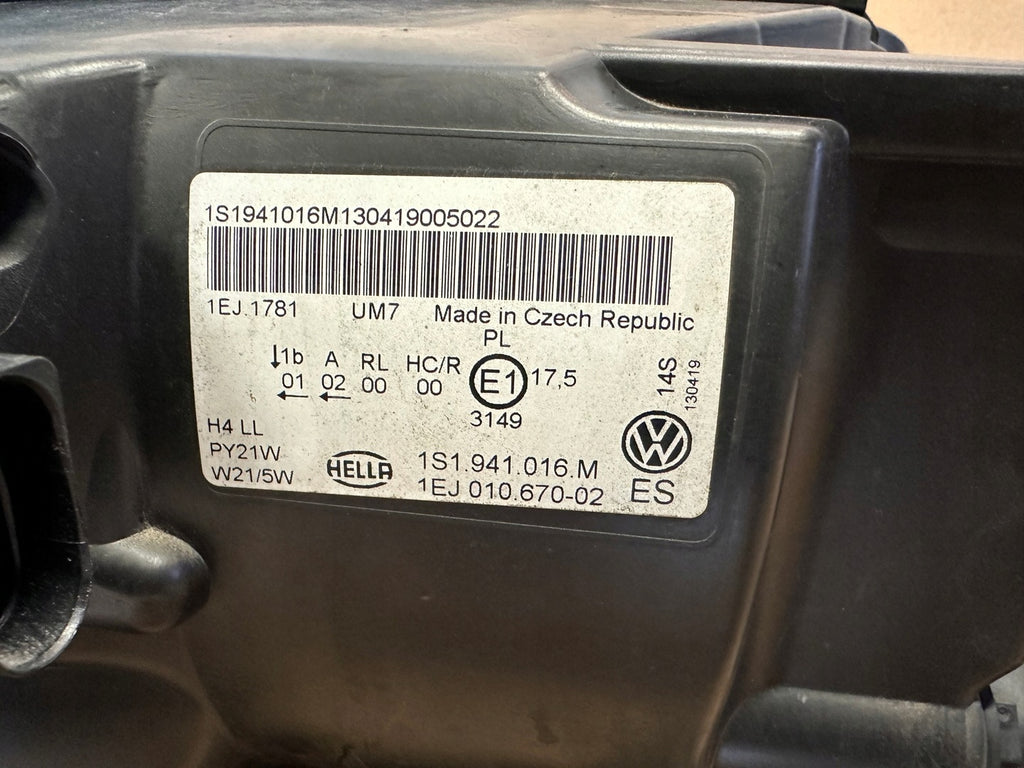 1S1941016M130419005022
1EJ.1781 UM7 Made in Czech Republic
PL
↓1b A RL HC/R
01 02 00 00 E1 17,5
← ←
3149
14S
130419
H4 LL
PY21W
W21/5W
HELLA
1S1.941.016.M
1EJ 010.670-02
VW
ES